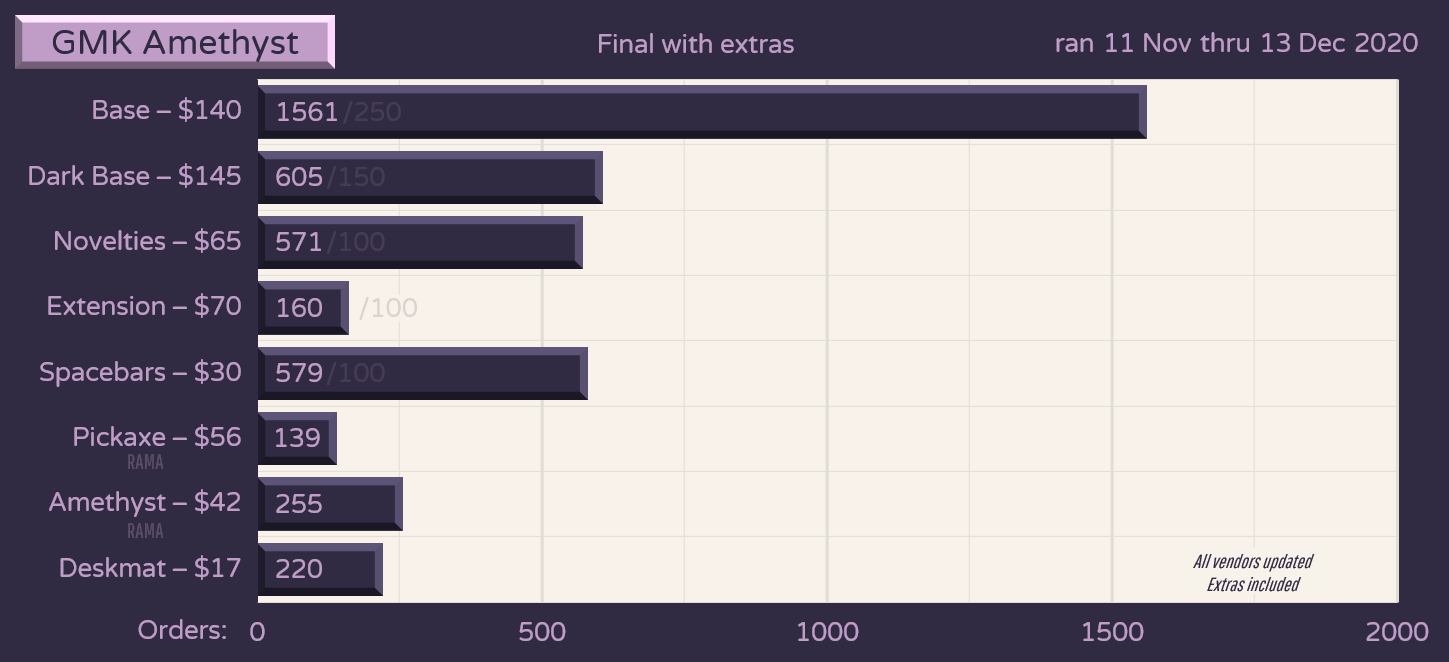 GMK Amethyst
Final with extras
ran 11 Nov thru 13 Dec 2020
Base – $140
1561 /250
Dark Base – $145
605 /150
Novelties – $65
571 /100
Extension – $70
160 /100
Spacebars – $30
579 /100
Pickaxe – $56
RAMA
139
Amethyst – $42
RAMA
255
Deskmat – $17
220
All vendors updated
Extras included
Orders: 0 500 1000 1500 2000